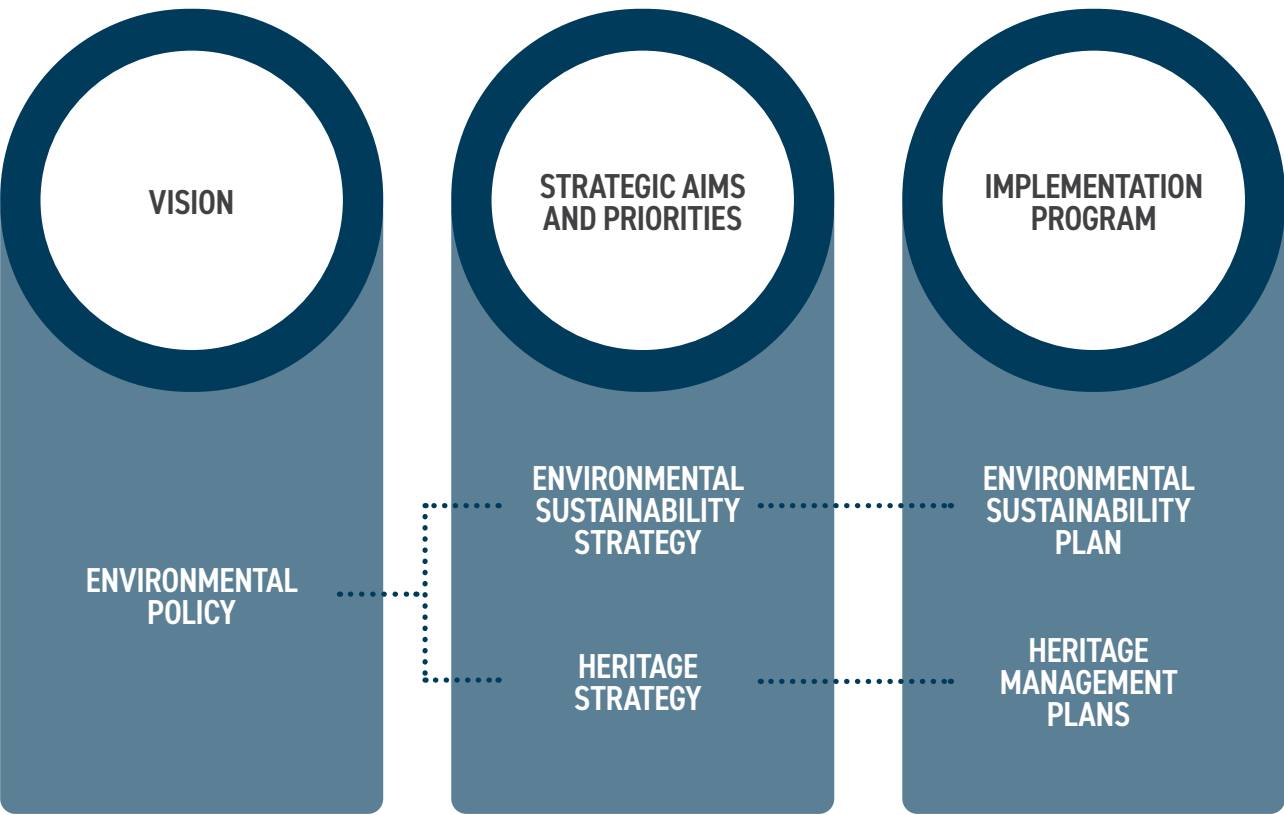 VISION
STRATEGIC AIMS
AND PRIORITIES
IMPLEMENTATION
PROGRAM
ENVIRONMENTAL
POLICY
ENVIRONMENTAL
SUSTAINABILITY
STRATEGY
HERITAGE
STRATEGY
ENVIRONMENTAL
SUSTAINABILITY
PLAN
HERITAGE
MANAGEMENT
PLANS